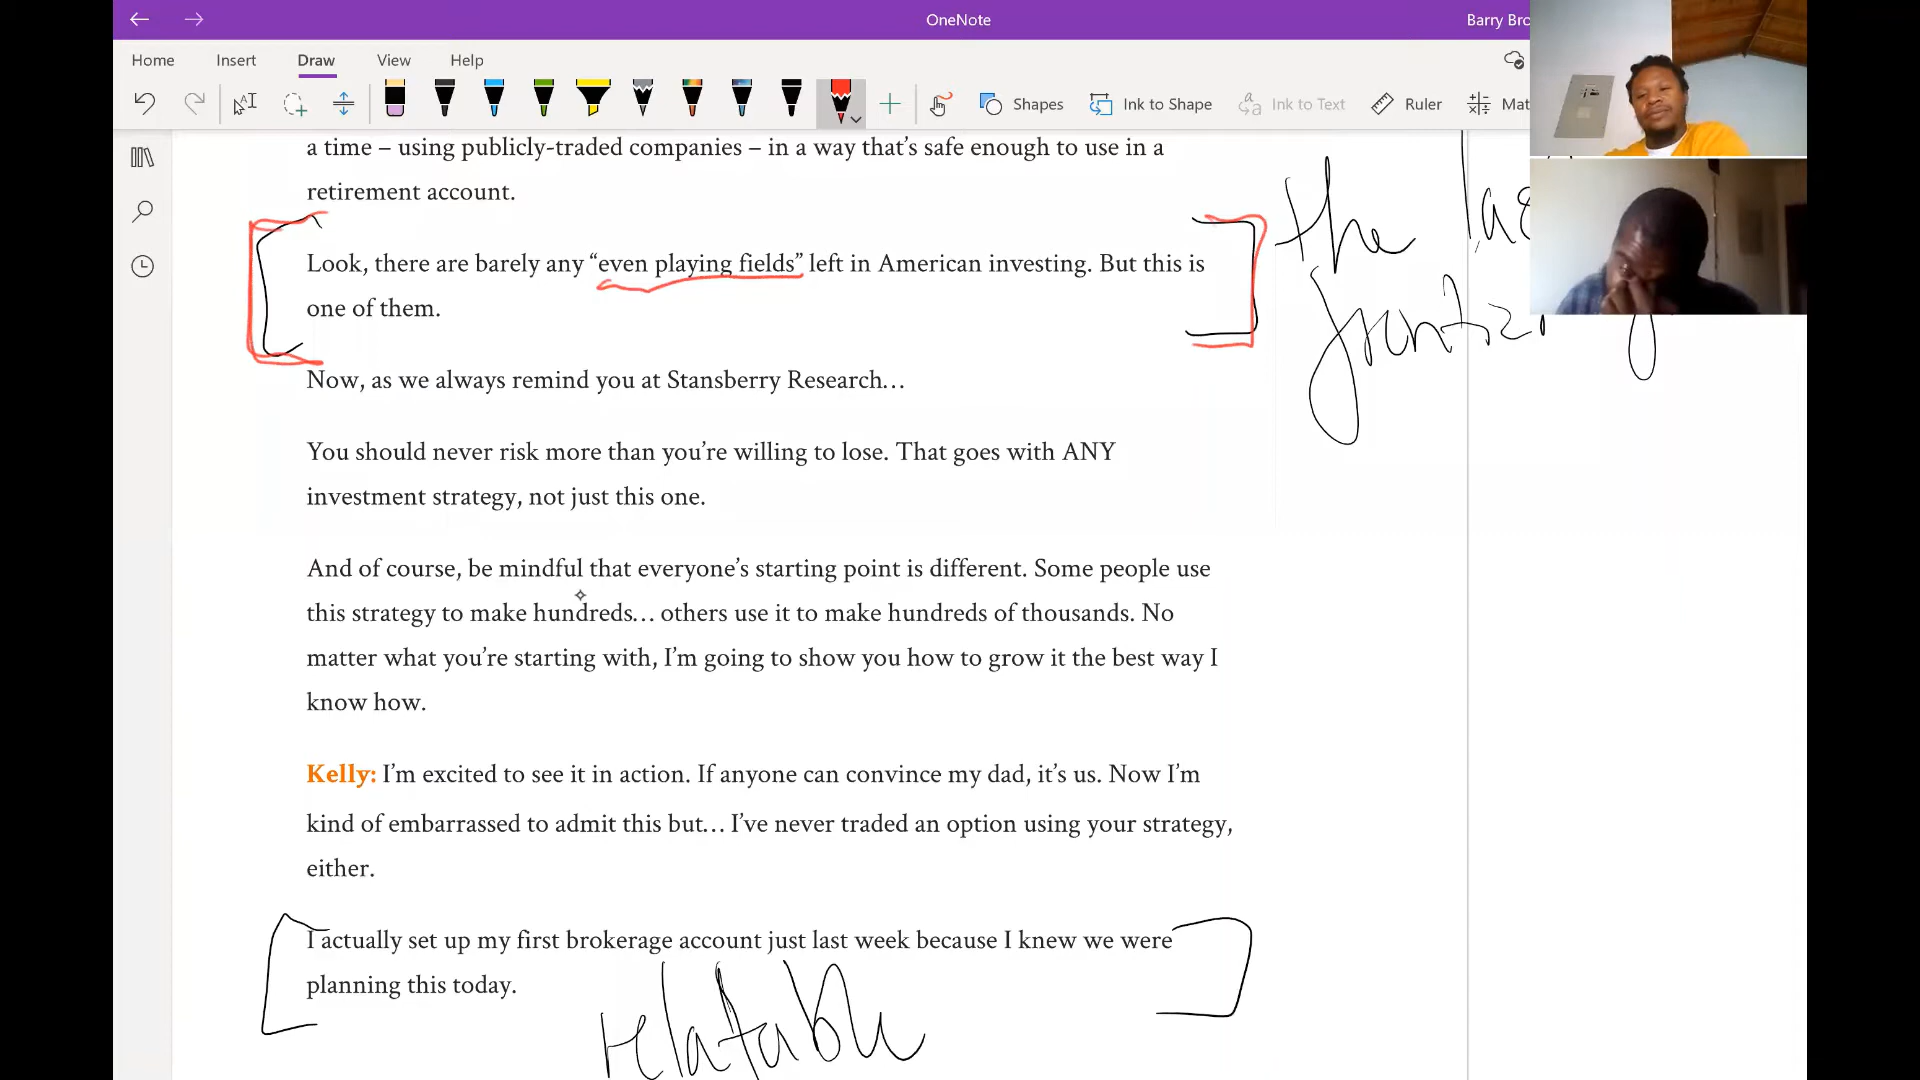 OneNote
Barry Bro
Home Insert Draw View Help
Shapes Ink to Shape Ink to Text Ruler Mat
a time – using publicly-traded companies – in a way that’s safe enough to use in a
retirement account.
Look, there are barely any “even playing fields” left in American investing. But this is
one of them.
the las
frontier
Now, as we always remind you at Stansberry Research…
You should never risk more than you’re willing to lose. That goes with ANY
investment strategy, not just this one.
And of course, be mindful that everyone’s starting point is different. Some people use
this strategy to make hundreds… others use it to make hundreds of thousands. No
matter what you’re starting with, I’m going to show you how to grow it the best way I
know how.
Kelly: I’m excited to see it in action. If anyone can convince my dad, it’s us. Now I’m
kind of embarrassed to admit this but… I’ve never traded an option using your strategy,
either.
I actually set up my first brokerage account just last week because I knew we were
planning this today.
relatable